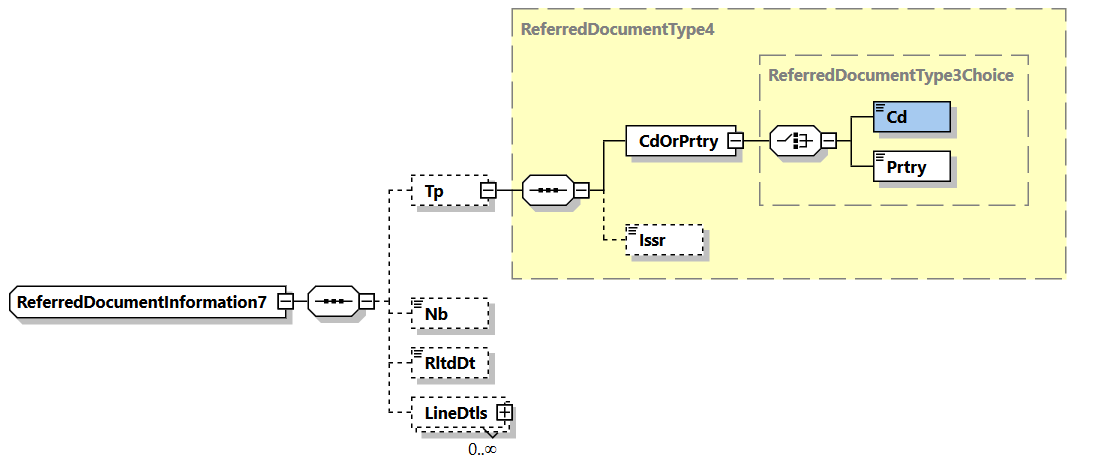 ReferredDocumentType4
ReferredDocumentType3Choice
Cd
CdOrPrtry
Prtry
Tp
Issr
ReferredDocumentInformation7
Nb
RltdDt
LineDtls
0..∞